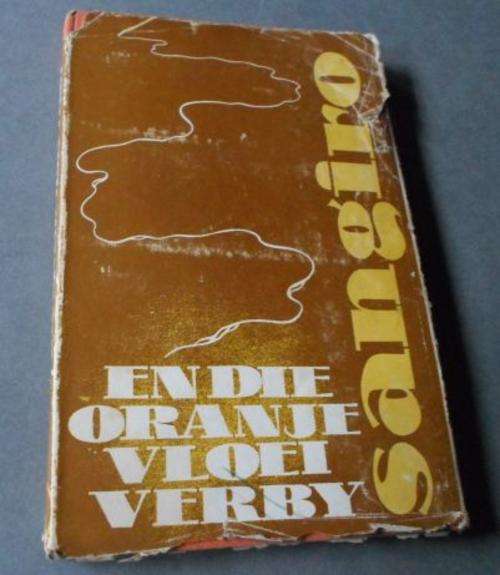 EN DIE
ORANJE
VLOEI
VERBY
sangiro